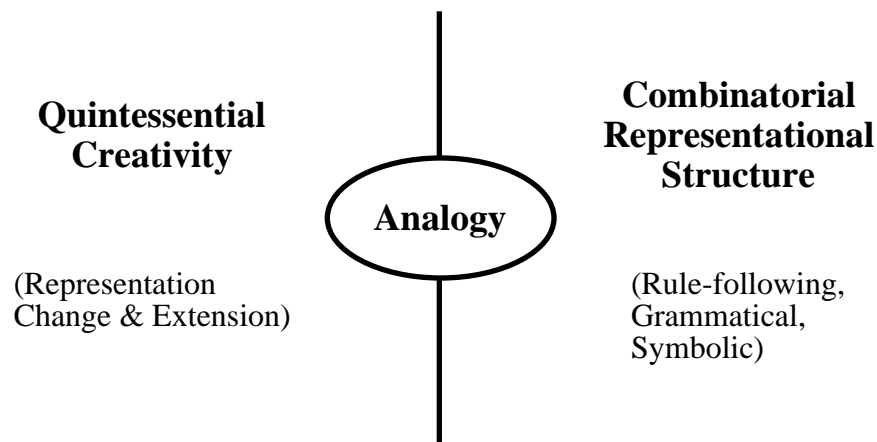 Quintessential
Creativity
(Representation
Change & Extension)
Analogy
Combinatorial
Representational
Structure
(Rule-following,
Grammatical,
Symbolic)